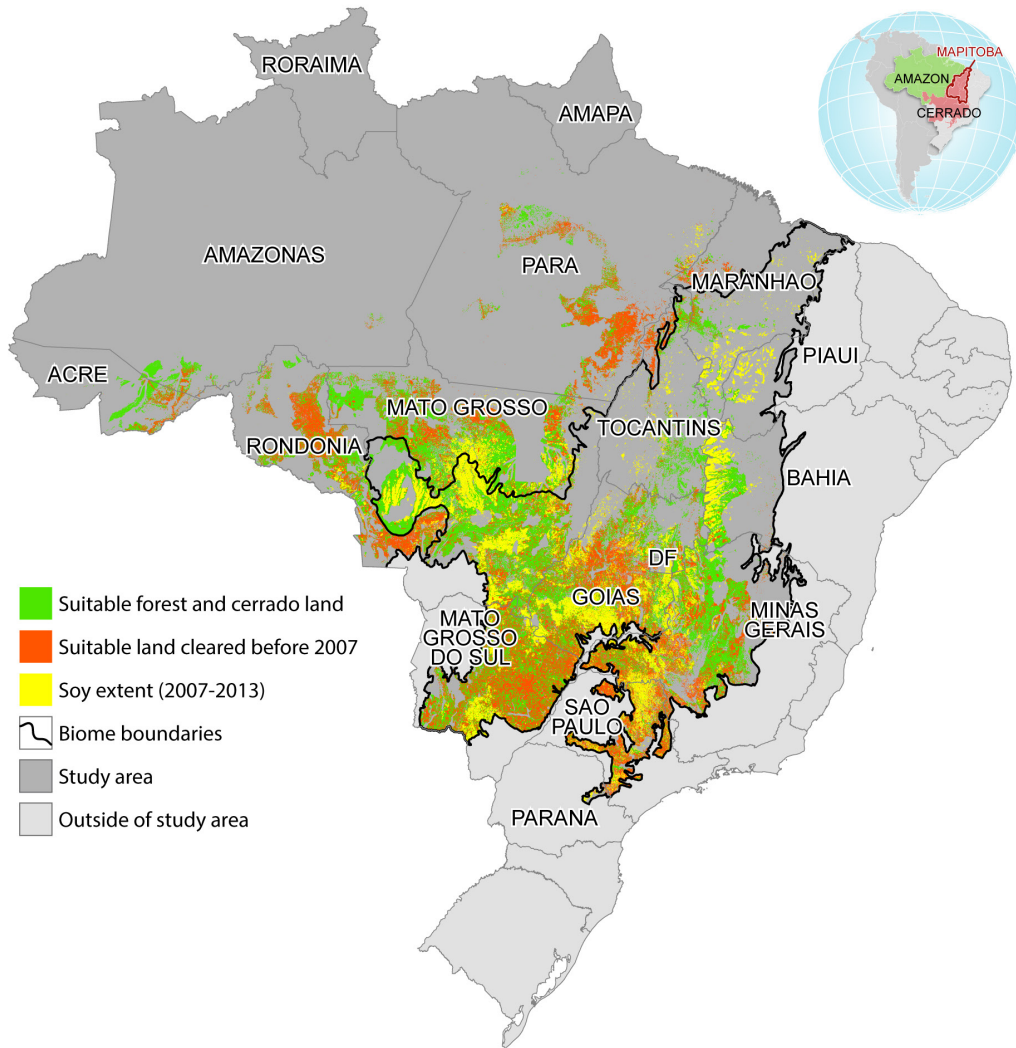 RORAIMA
AMAPA
MAPITOBA
AMAZON
CERRADO
AMAZONAS
PARA
MARANHAO
PIAUI
ACRE
MATO GROSSO
TOCANTINS
RONDONIA
BAHIA
DF
GOIAS
MINAS
GERAIS
MATO
GROSSO
DO SUL
SAO
PAULO
PARANA
Suitable forest and cerrado land
Suitable land cleared before 2007
Soy extent (2007-2013)
Biome boundaries
Study area
Outside of study area